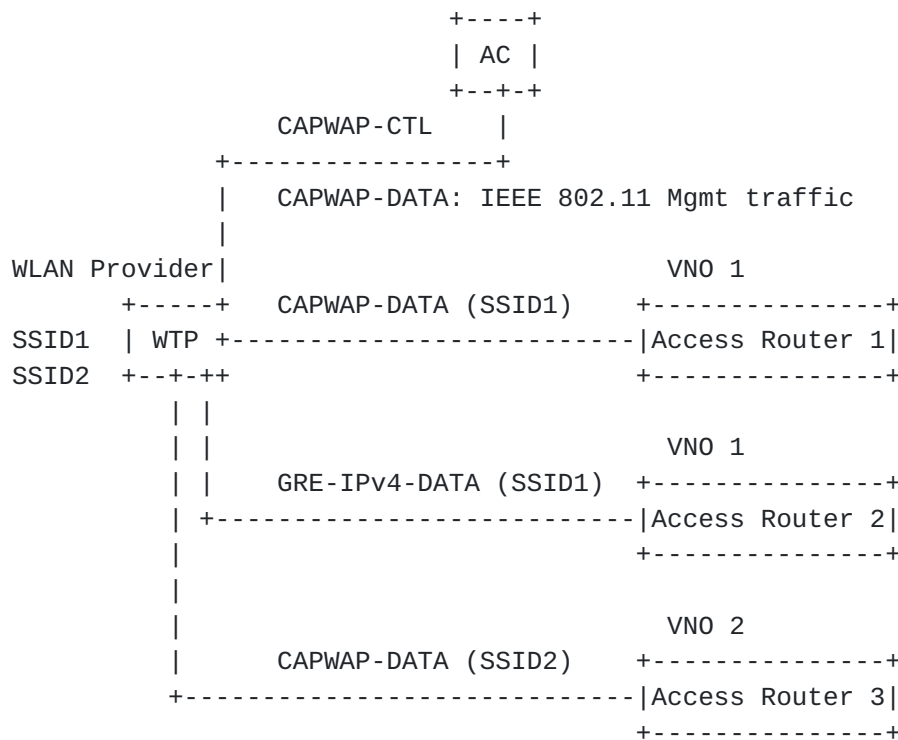 +----+
| AC |
+--+-+
CAPWAP-CTL |
+-----------------+
| CAPWAP-DATA: IEEE 802.11 Mgmt traffic
|
WLAN Provider| VNO 1
+-----+ CAPWAP-DATA (SSID1) +---------------+
SSID1 | WTP +--------------------------|Access Router 1|
SSID2 +--+-++ +---------------+
| |
| | VNO 1
| | GRE-IPv4-DATA (SSID1) +---------------+
| +---------------------------|Access Router 2|
| +---------------+
|
| VNO 2
| CAPWAP-DATA (SSID2) +---------------+
+-----------------------------|Access Router 3|
+---------------+